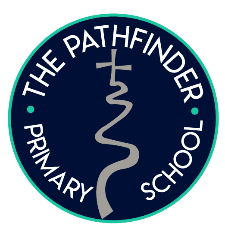 THE PATHFINDER
PRIMARY SCHOOL